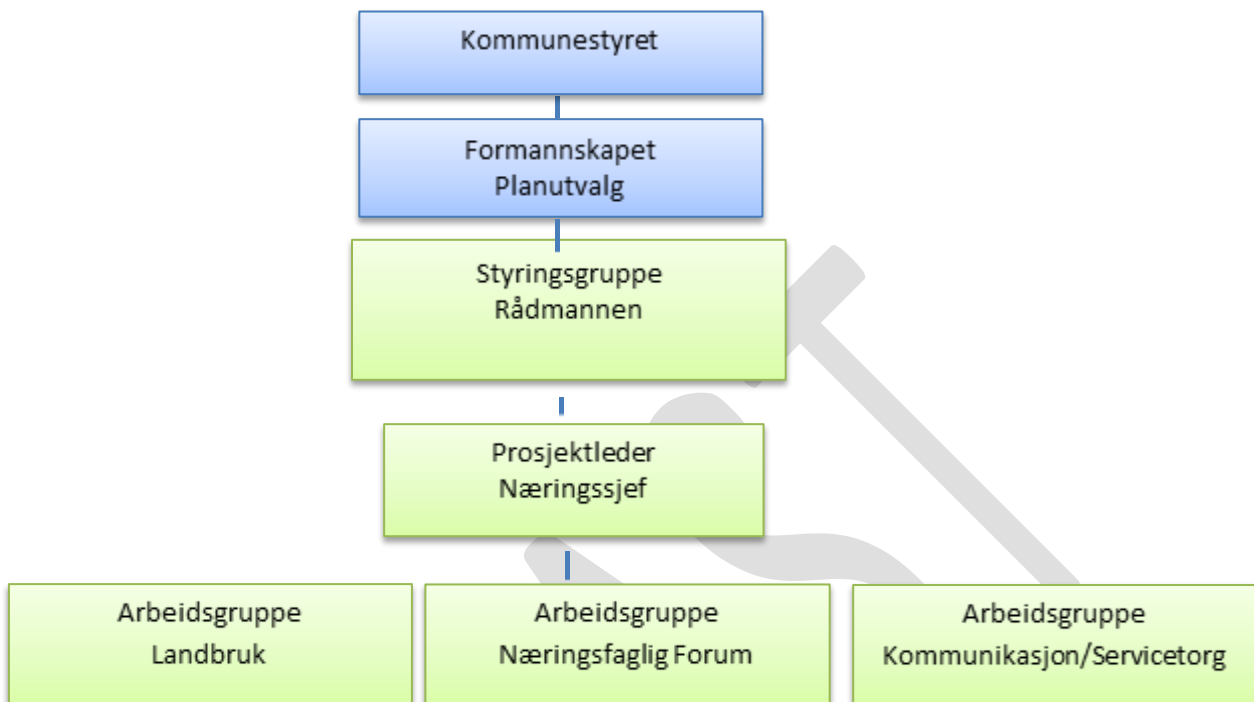 Kommunestyret
Formannskapet
Planutvalg
Styringsgruppe
Rådmannen
Prosjektleder
Næringssjef
Arbeidsgruppe
Landbruk
Arbeidsgruppe
Næringsfaglig Forum
Arbeidsgruppe
Kommunikasjon/Servicetorg